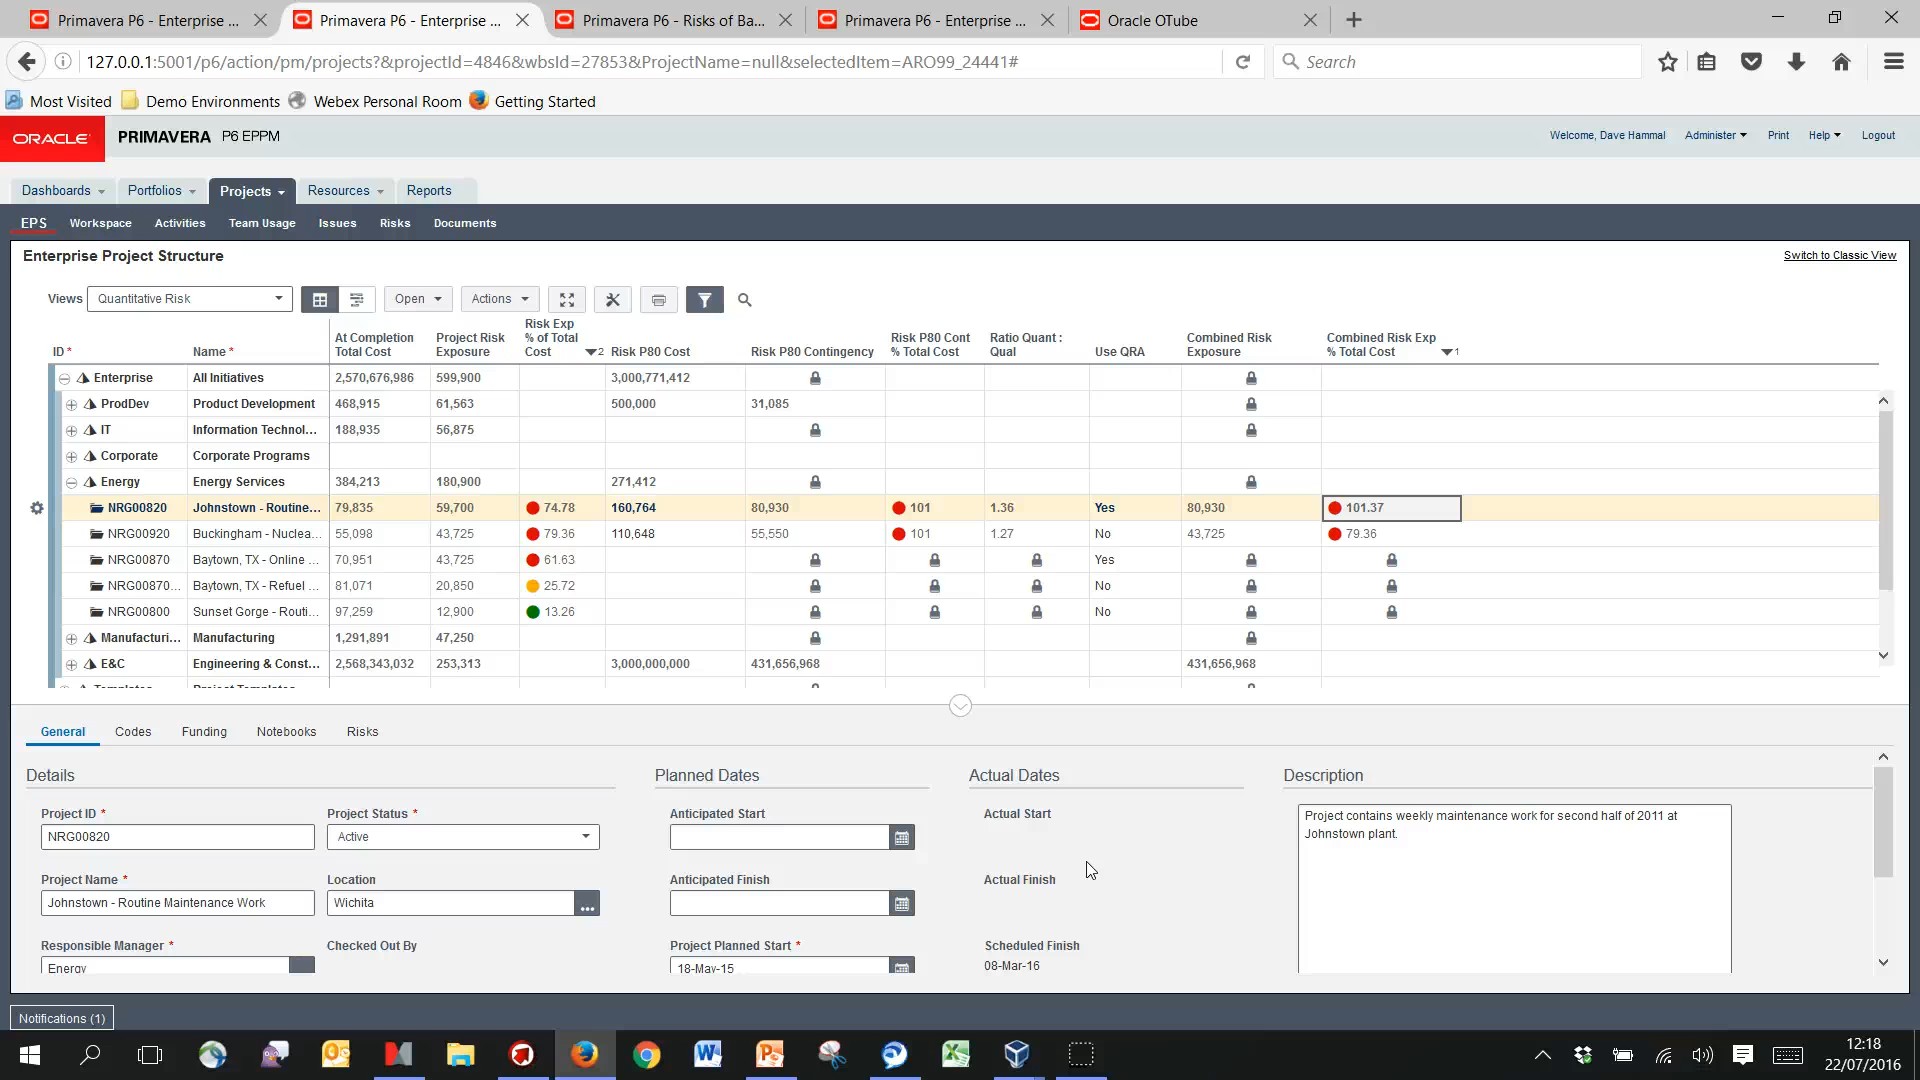 Primavera P6 - Enterprise ...
Primavera P6 - Enterprise ...
Primavera P6 - Risks of Ba...
Primavera P6 - Enterprise ...
Oracle OTube
127.0.0.1:5001/p6/action/pm/projects?&projectId=4846&wbsId=27853&ProjectName=null&selectedItem=ARO99_24441#
Search
Most Visited Demo Environments Webex Personal Room Getting Started
ORACLE PRIMAVERA P6 EPPM
Welcome, Dave Hammal Administer Print Help Logout
Dashboards Portfolios Projects Resources Reports
EPS Workspace Activities Team Usage Issues Risks Documents
Enterprise Project Structure
Switch to Classic View
Views Quantitative Risk Open Actions
ID * Name * At Completion Total Cost Project Risk Exposure Risk Exp % of Total Cost 2 Risk P80 Cost Risk P80 Contingency Risk P80 Cont % Total Cost Ratio Quant : Qual Use QRA Combined Risk Exposure Combined Risk Exp % Total Cost 1
Enterprise All Initiatives 2,570,676,986 599,900 3,000,771,412
ProdDev Product Development 468,915 61,563 500,000 31,085
IT Information Technol... 188,935 56,875
Corporate Corporate Programs
Energy Energy Services 384,213 180,900 271,412
NRG00820 Johnstown - Routine... 79,835 59,700 74.78 160,764 80,930 101 1.36 Yes 80,930 101.37
NRG00920 Buckingham - Nuclea... 55,098 43,725 79.36 110,648 55,550 101 1.27 No 43,725 79.36
NRG00870 Baytown, TX - Online ... 70,951 43,725 61.63 Yes
NRG00870... Baytown, TX - Refuel ... 81,071 20,850 25.72 No
NRG00800 Sunset Gorge - Routi... 97,259 12,900 13.26 No
Manufacturi... Manufacturing 1,291,891 47,250
E&C Engineering & Const... 2,568,343,032 253,313 3,000,000,000 431,656,968 431,656,968
Templates Project Templates
General Codes Funding Notebooks Risks
Details Planned Dates Actual Dates Description
Project ID * Project Status * Anticipated Start Actual Start
NRG00820 Active
Project contains weekly maintenance work for second half of 2011 at
Johnstown plant.
Project Name * Location Anticipated Finish Actual Finish
Johnstown - Routine Maintenance Work Wichita ...
Responsible Manager * Checked Out By Project Planned Start * Scheduled Finish
Energy 18-May-15 08-Mar-16
Notifications (1)
12:18
22/07/2016